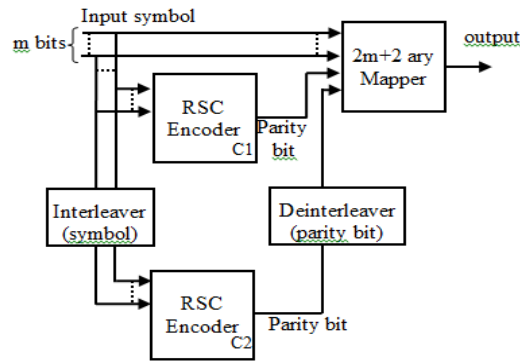 Input symbol
m bits
output
2m+2 ary
Mapper
RSC
Encoder
C1
Parity
bit
Interleaver
(symbol)
Deinterleaver
(parity bit)
RSC
Encoder
C2
Parity bit